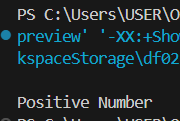 PS C:\Users\USER\O
preview' '-XX:+Sho
kspaceStorage\df02
Positive Number